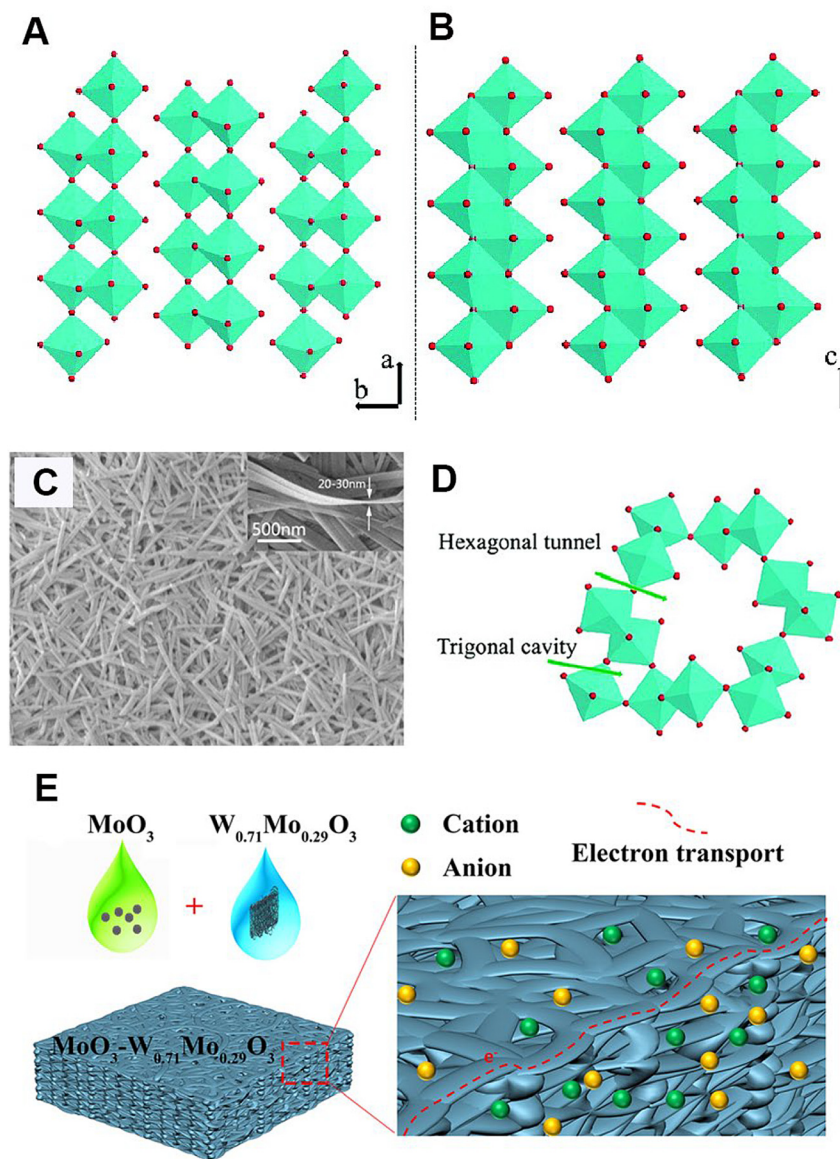 A
B
a
b
c
C
20-30nm
500nm
D
Hexagonal tunnel
Trigonal cavity
E
MoO₃
W₀.₇₁Mo₀.₂₉O₃
+
Cation
Anion
Electron transport
MoO₃-W₀.₇₁Mo₀.₂₉O₃
e⁻